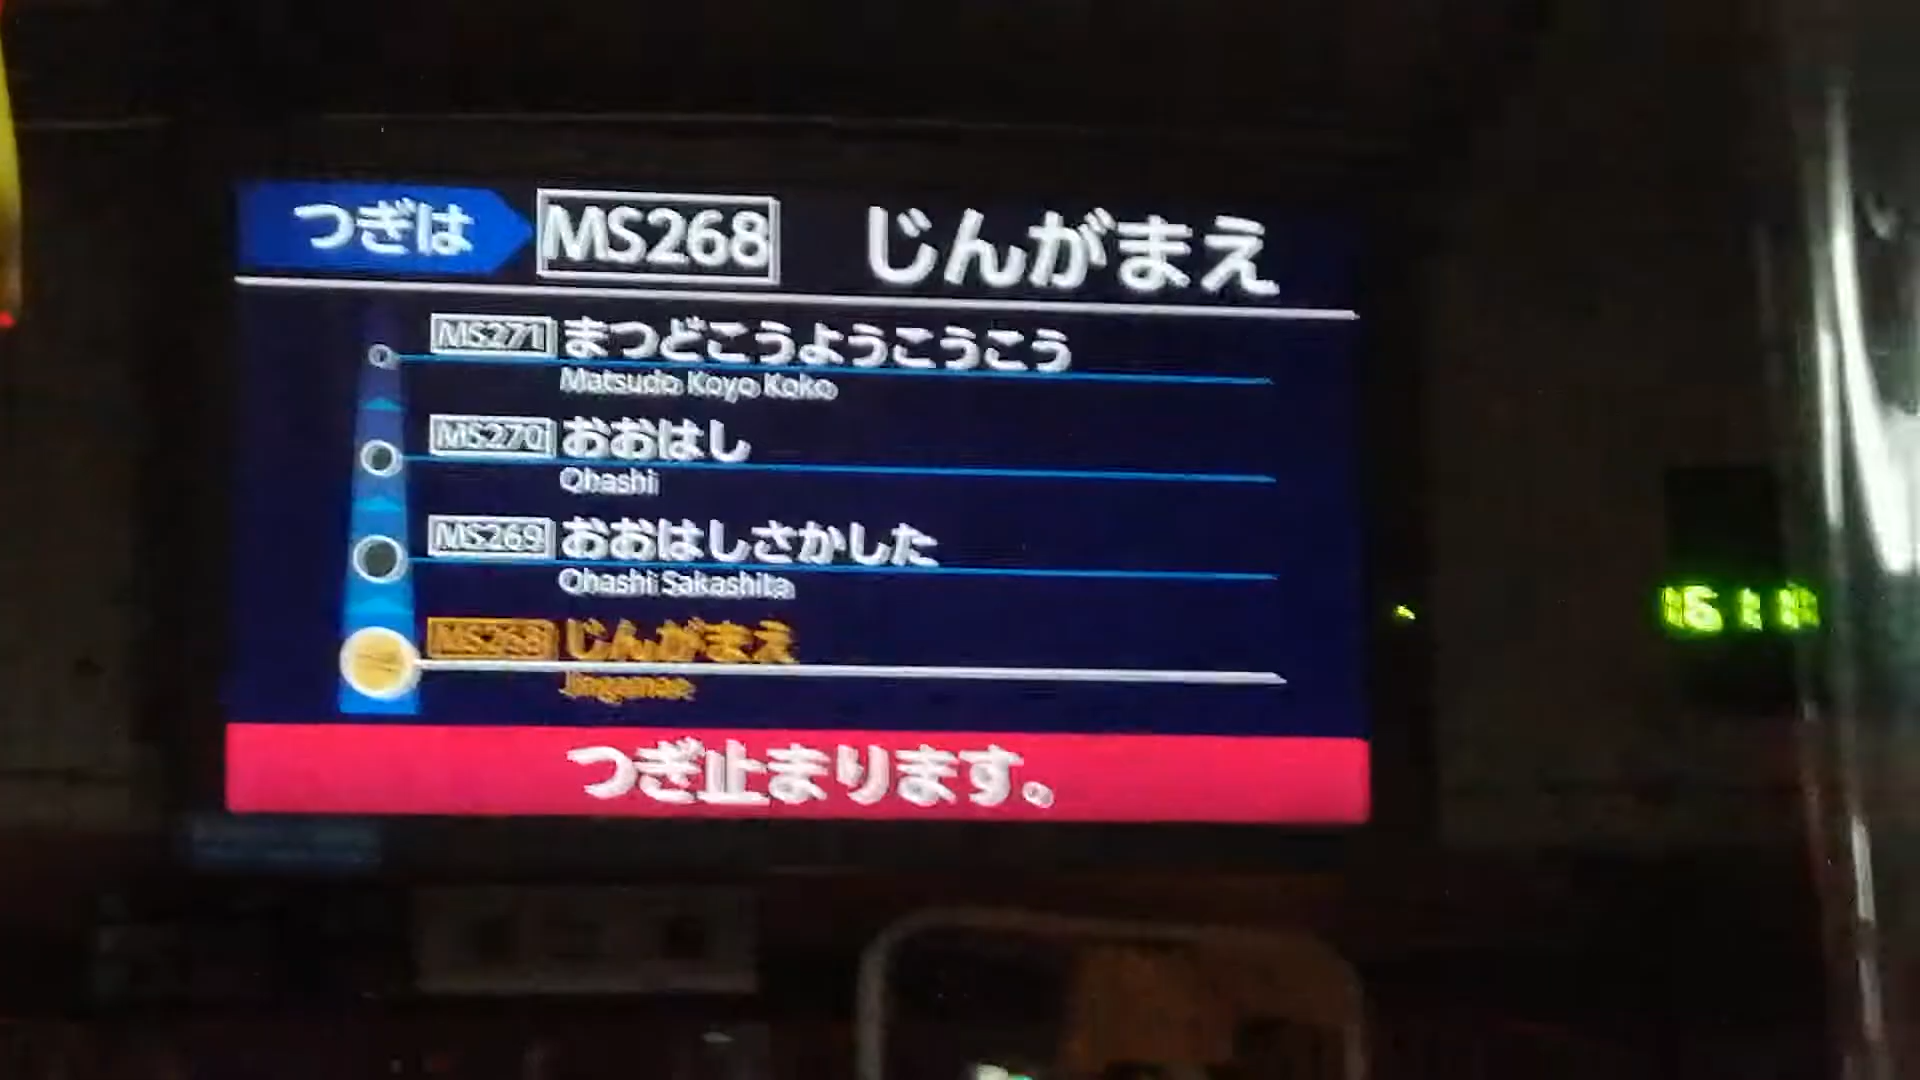 つぎは MS268 じんがまえ
MS271 まつどこうようこうこう
Matsudo Koyo Koko
MS270 おおはし
Ohashi
MS269 おおはしさかした
Ohashi Sakashita
MS268 じんがまえ
Jingamae
つぎ止まります。